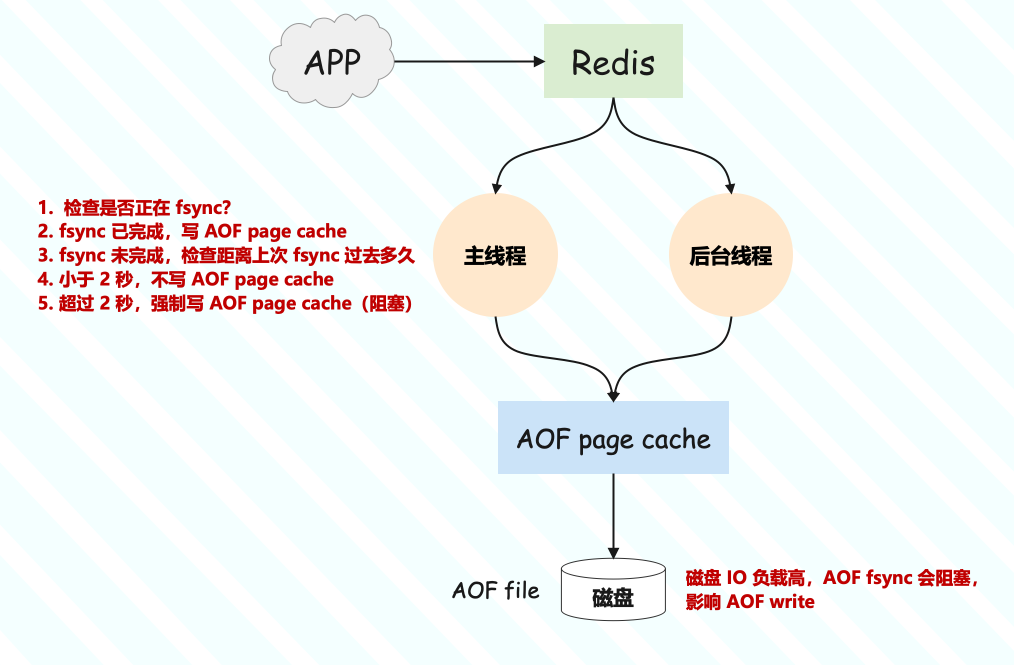 APP
Redis
1. 检查是否正在 fsync?
2. fsync 已完成，写 AOF page cache
3. fsync 未完成，检查距离上次 fsync 过去多久
4. 小于 2 秒，不写 AOF page cache
5. 超过 2 秒，强制写 AOF page cache（阻塞）
主线程
后台线程
AOF page cache
AOF file
磁盘
磁盘 IO 负载高，AOF fsync 会阻塞，
影响 AOF write